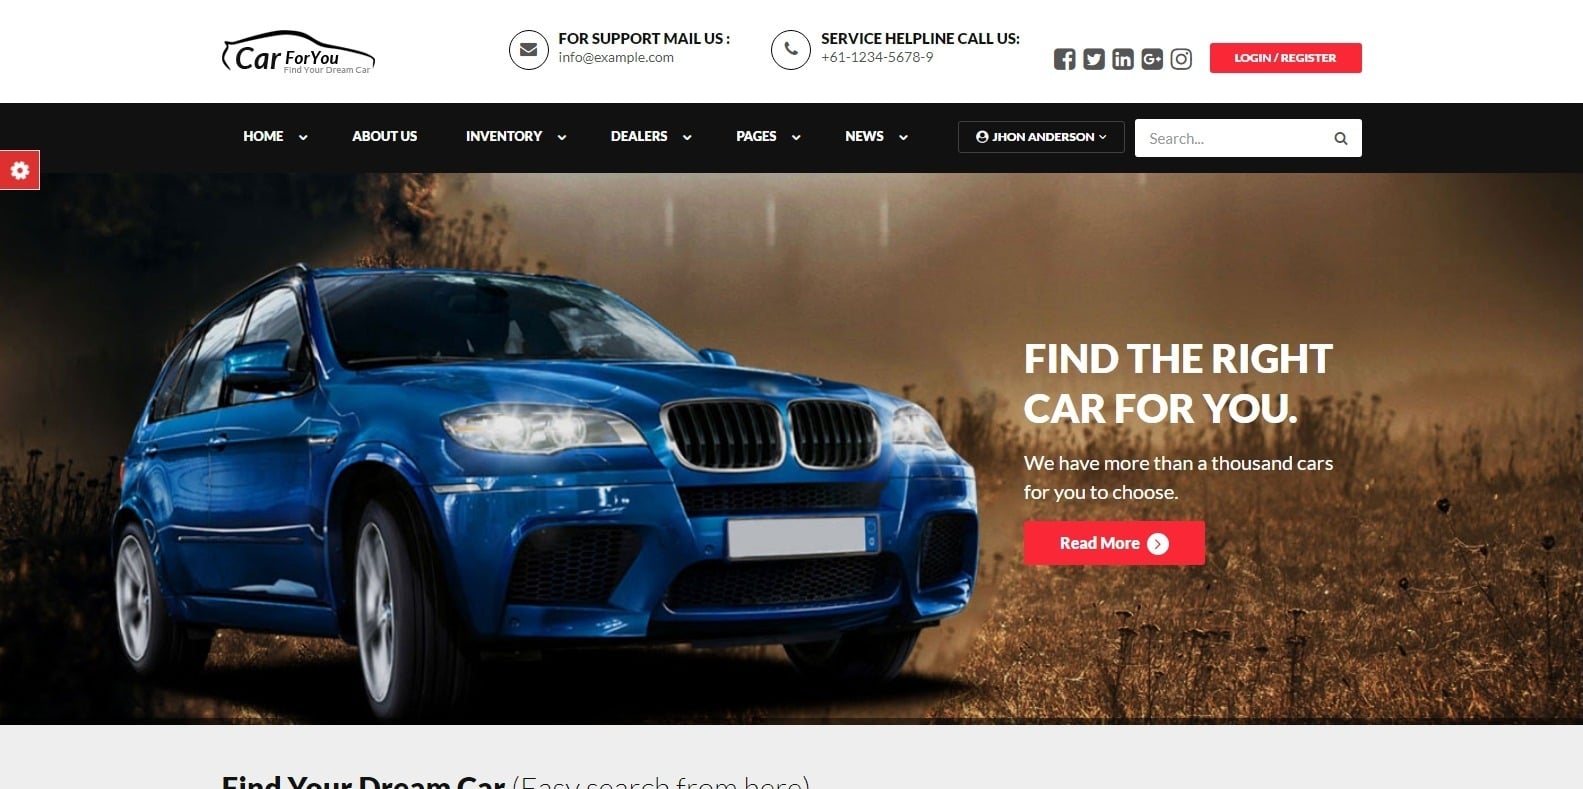 Car ForYou
Find Your Dream Car
FOR SUPPORT MAIL US :
info@example.com
SERVICE HELPLINE CALL US:
+61-1234-5678-9
LOGIN / REGISTER
HOME
ABOUT US
INVENTORY
DEALERS
PAGES
NEWS
JHON ANDERSON
Search...
FIND THE RIGHT
CAR FOR YOU.
We have more than a thousand cars
for you to choose.
Read More
Find Your Dream Car (Easy search from here)